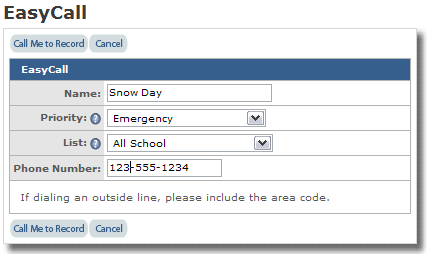 EasyCall
Call Me to Record Cancel
EasyCall
Name: Snow Day
Priority: ? Emergency
List: ? All School
Phone Number: 123-555-1234
If dialing an outside line, please include the area code.
Call Me to Record Cancel